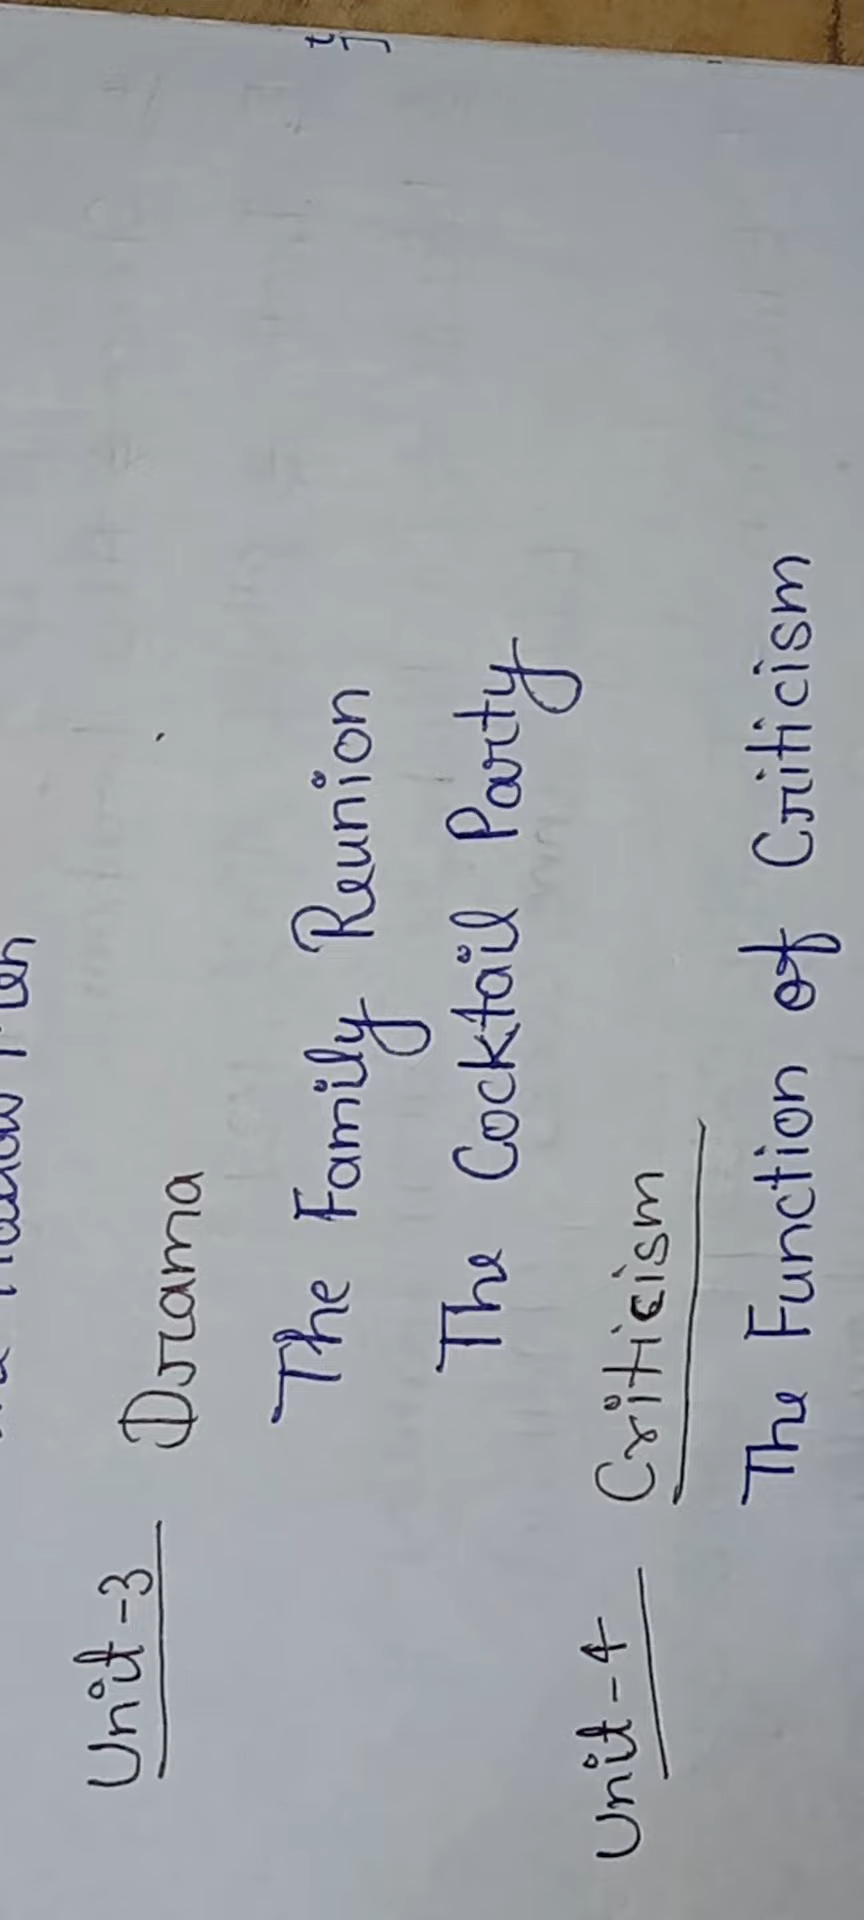 Unit-3 Drama
The Family Reunion
The Cocktail Party
Unit-4 Criticism
The Function of Criticism